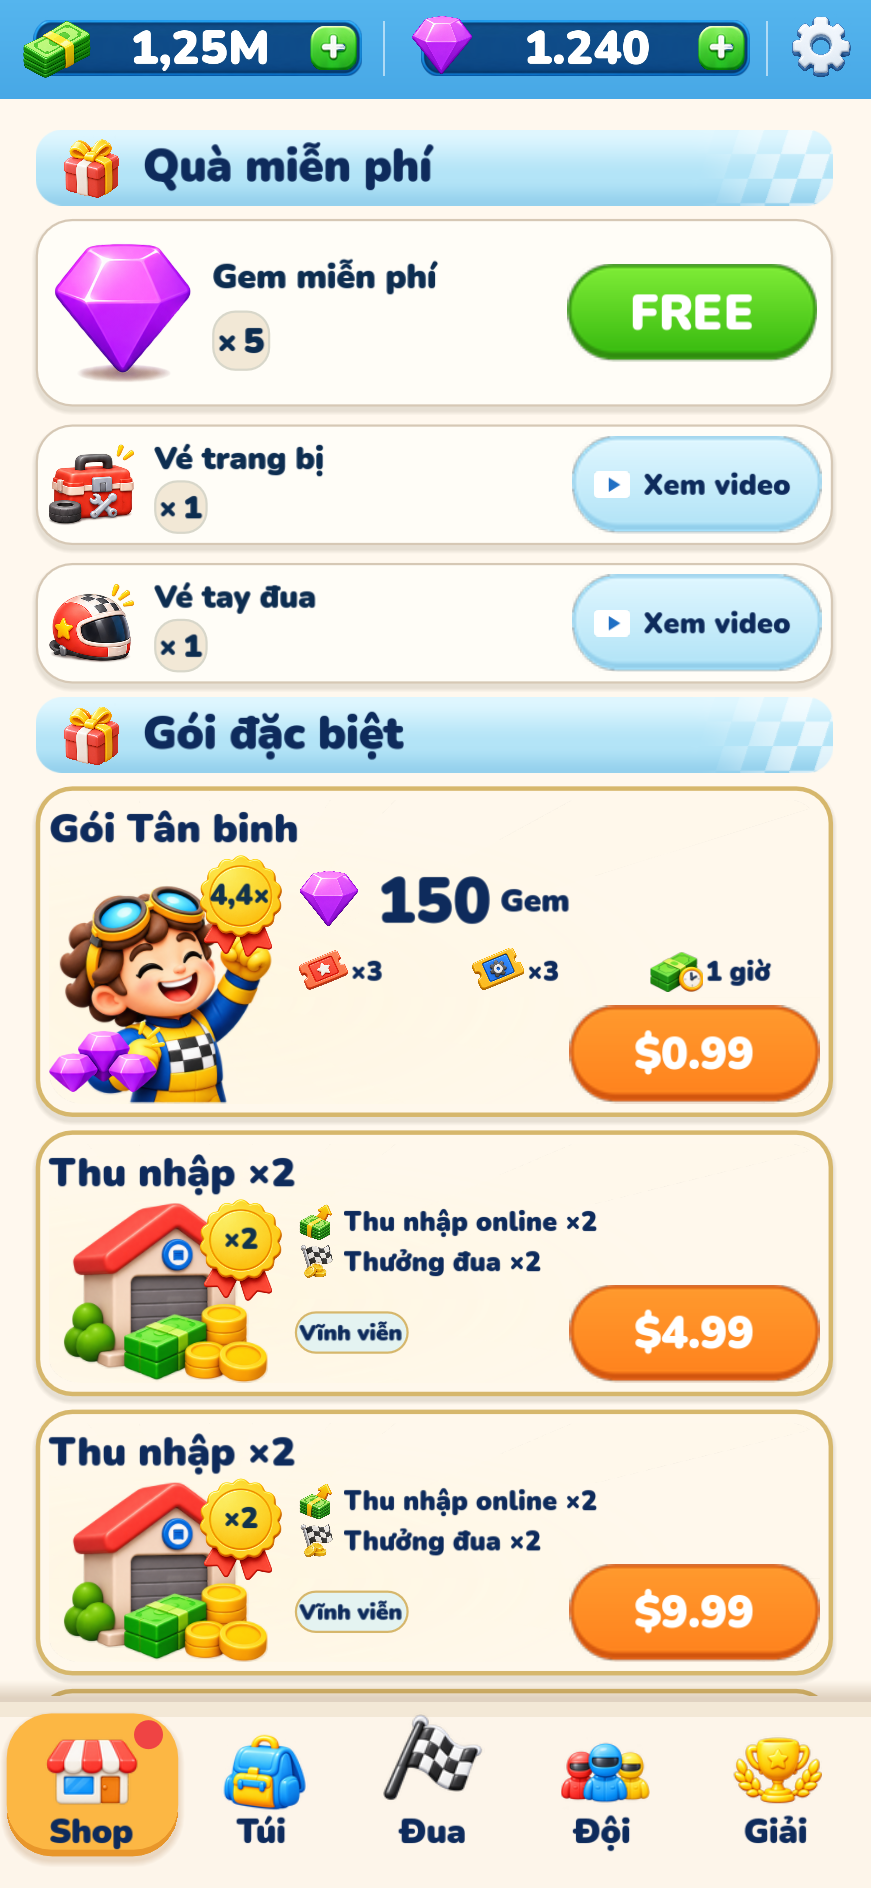 1,25M
1.240
Quà miễn phí
Gem miễn phí
× 5
FREE
Vé trang bị
× 1
Xem video
Vé tay đua
× 1
Xem video
Gói đặc biệt
Gói Tân binh
4,4×
150 Gem
×3
×3
1 giờ
$0.99
Thu nhập ×2
×2
Thu nhập online ×2
Thưởng đua ×2
Vĩnh viễn
$4.99
Thu nhập ×2
×2
Thu nhập online ×2
Thưởng đua ×2
Vĩnh viễn
$9.99
Shop
Túi
Đua
Đội
Giải